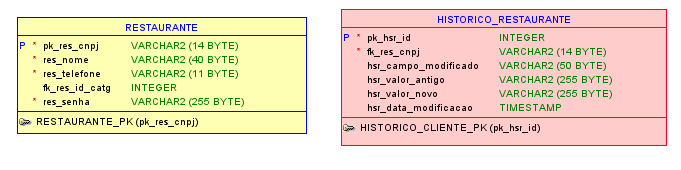 RESTAURANTE
P * pk_res_cnpj VARCHAR2 (14 BYTE)
* res_nome VARCHAR2 (40 BYTE)
* res_telefone VARCHAR2 (11 BYTE)
fk_res_id_catg INTEGER
* res_senha VARCHAR2 (255 BYTE)
RESTAURANTE_PK (pk_res_cnpj)
HISTORICO_RESTAURANTE
P * pk_hsr_id INTEGER
* fk_res_cnpj VARCHAR2 (14 BYTE)
hsr_campo_modificado VARCHAR2 (50 BYTE)
hsr_valor_antigo VARCHAR2 (255 BYTE)
hsr_valor_novo VARCHAR2 (255 BYTE)
hsr_data_modificacao TIMESTAMP
HISTORICO_CLIENTE_PK (pk_hsr_id)